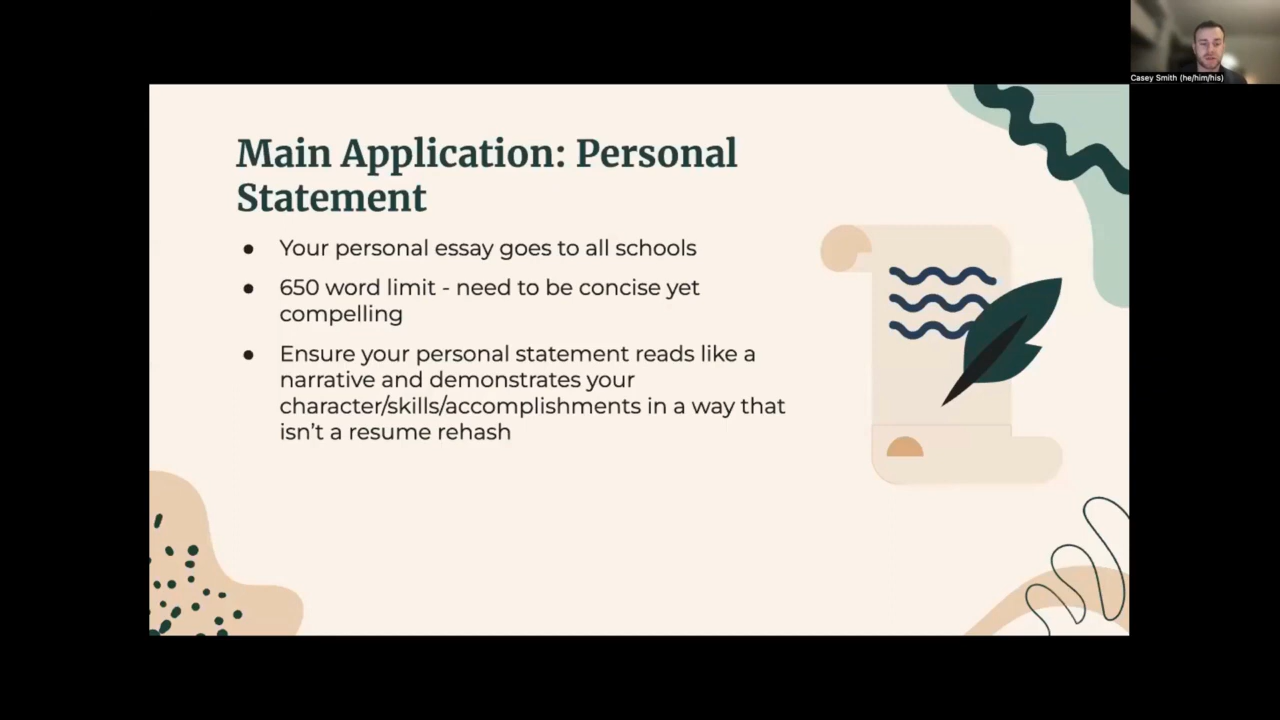 Casey Smith (he/him/his)
Main Application: Personal
Statement
● Your personal essay goes to all schools
● 650 word limit - need to be concise yet
compelling
● Ensure your personal statement reads like a
narrative and demonstrates your
character/skills/accomplishments in a way that
isn't a resume rehash